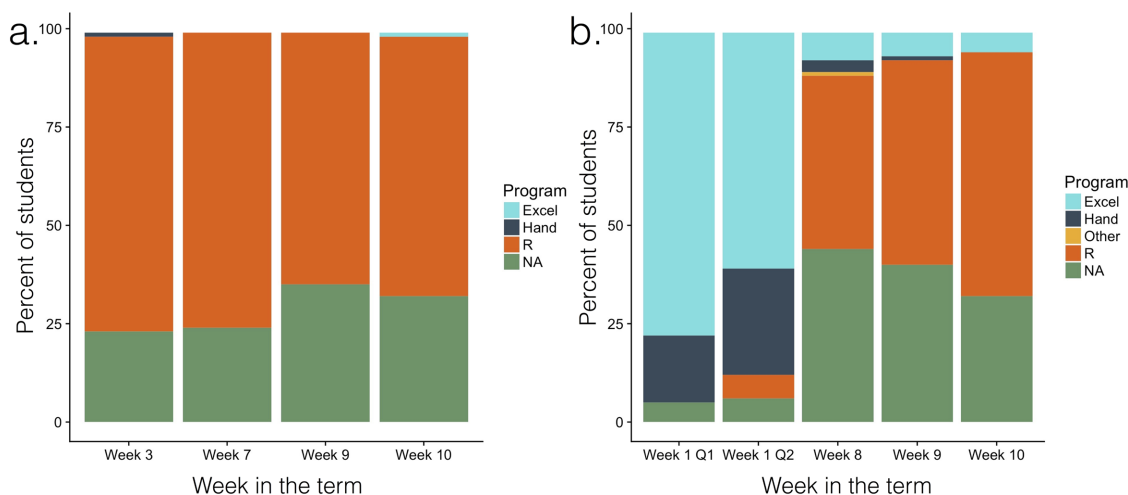 a.
Percent of students
100
75
50
25
0
Week 3
Week 7
Week 9
Week 10
Week in the term
Program
Excel
Hand
R
NA
b.
Percent of students
100
75
50
25
0
Week 1 Q1
Week 1 Q2
Week 8
Week 9
Week 10
Week in the term
Program
Excel
Hand
Other
R
NA